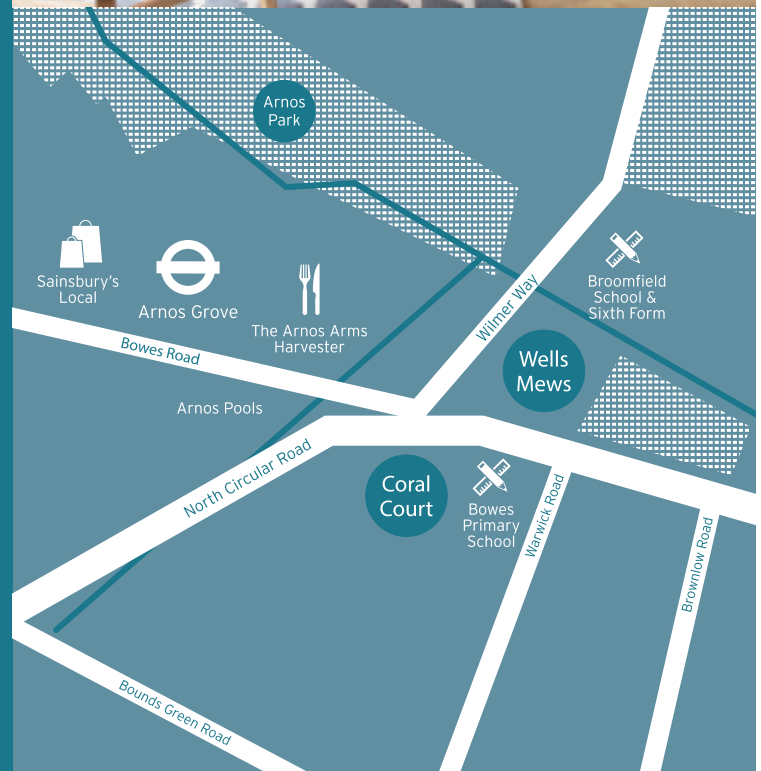 Arnos
Park
Sainsbury's
Local
Arnos Grove
The Arnos Arms
Harvester
Broomfield
School &
Sixth Form
Wilmer Way
Bowes Road
Wells
Mews
Arnos Pools
North Circular Road
Coral
Court
Bowes
Primary
School
Warwick Road
Brownlow Road
Bounds Green Road